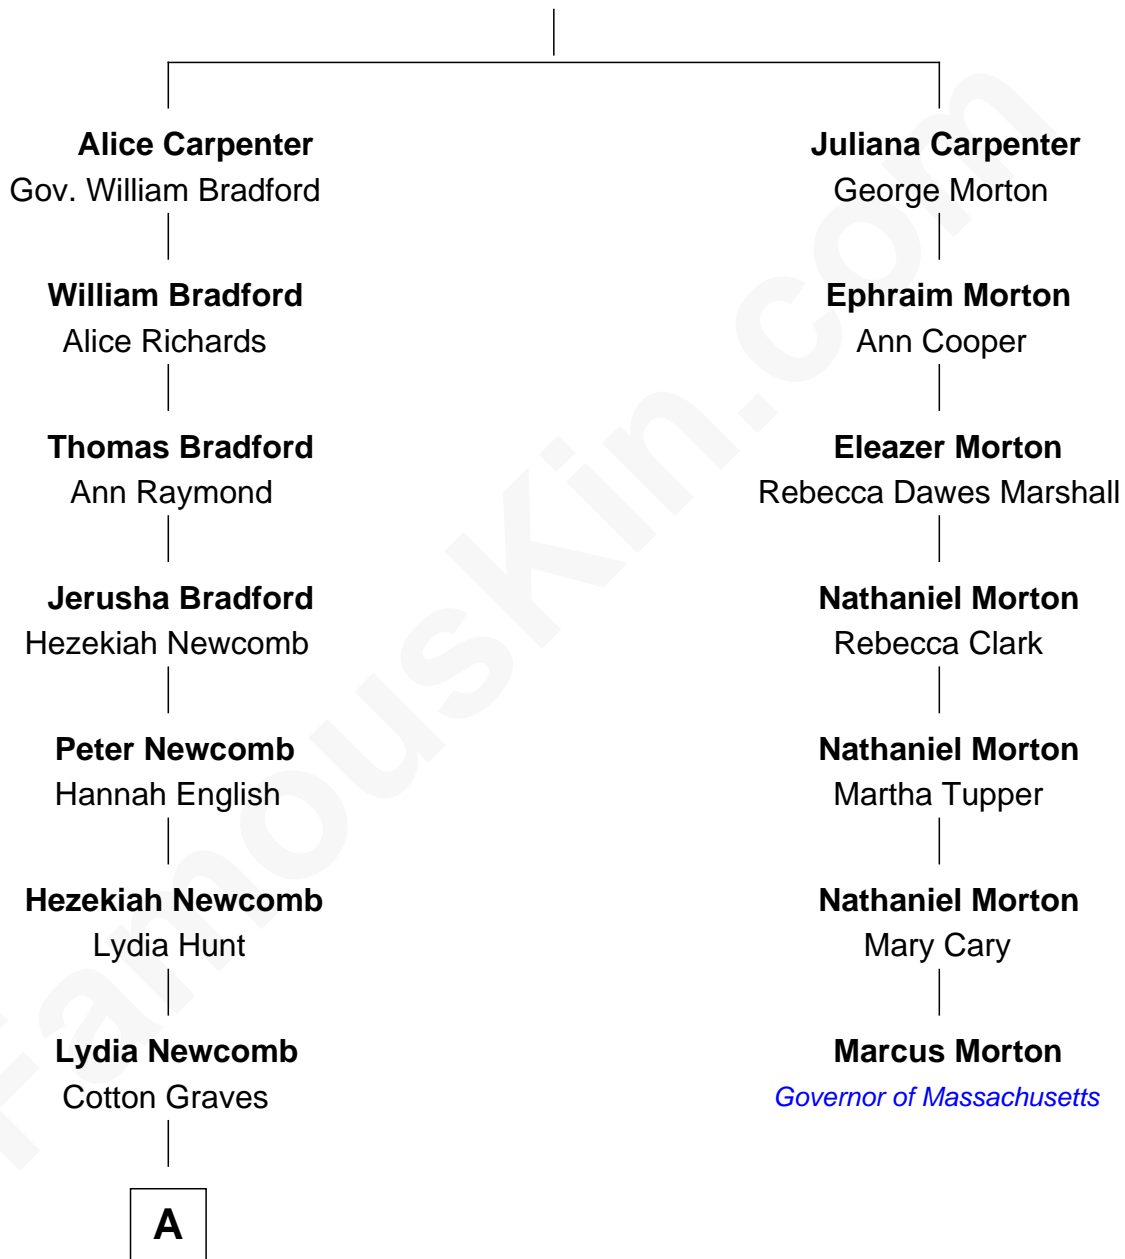 Alice Carpenter
Gov. William Bradford
William Bradford
Alice Richards
Thomas Bradford
Ann Raymond
Jerusha Bradford
Hezekiah Newcomb
Peter Newcomb
Hannah English
Hezekiah Newcomb
Lydia Hunt
Lydia Newcomb
Cotton Graves
A
Juliana Carpenter
George Morton
Ephraim Morton
Ann Cooper
Eleazer Morton
Rebecca Dawes Marshall
Nathaniel Morton
Rebecca Clark
Nathaniel Morton
Martha Tupper
Nathaniel Morton
Mary Cary
Marcus Morton
Governor of Massachusetts
FamousKin.com